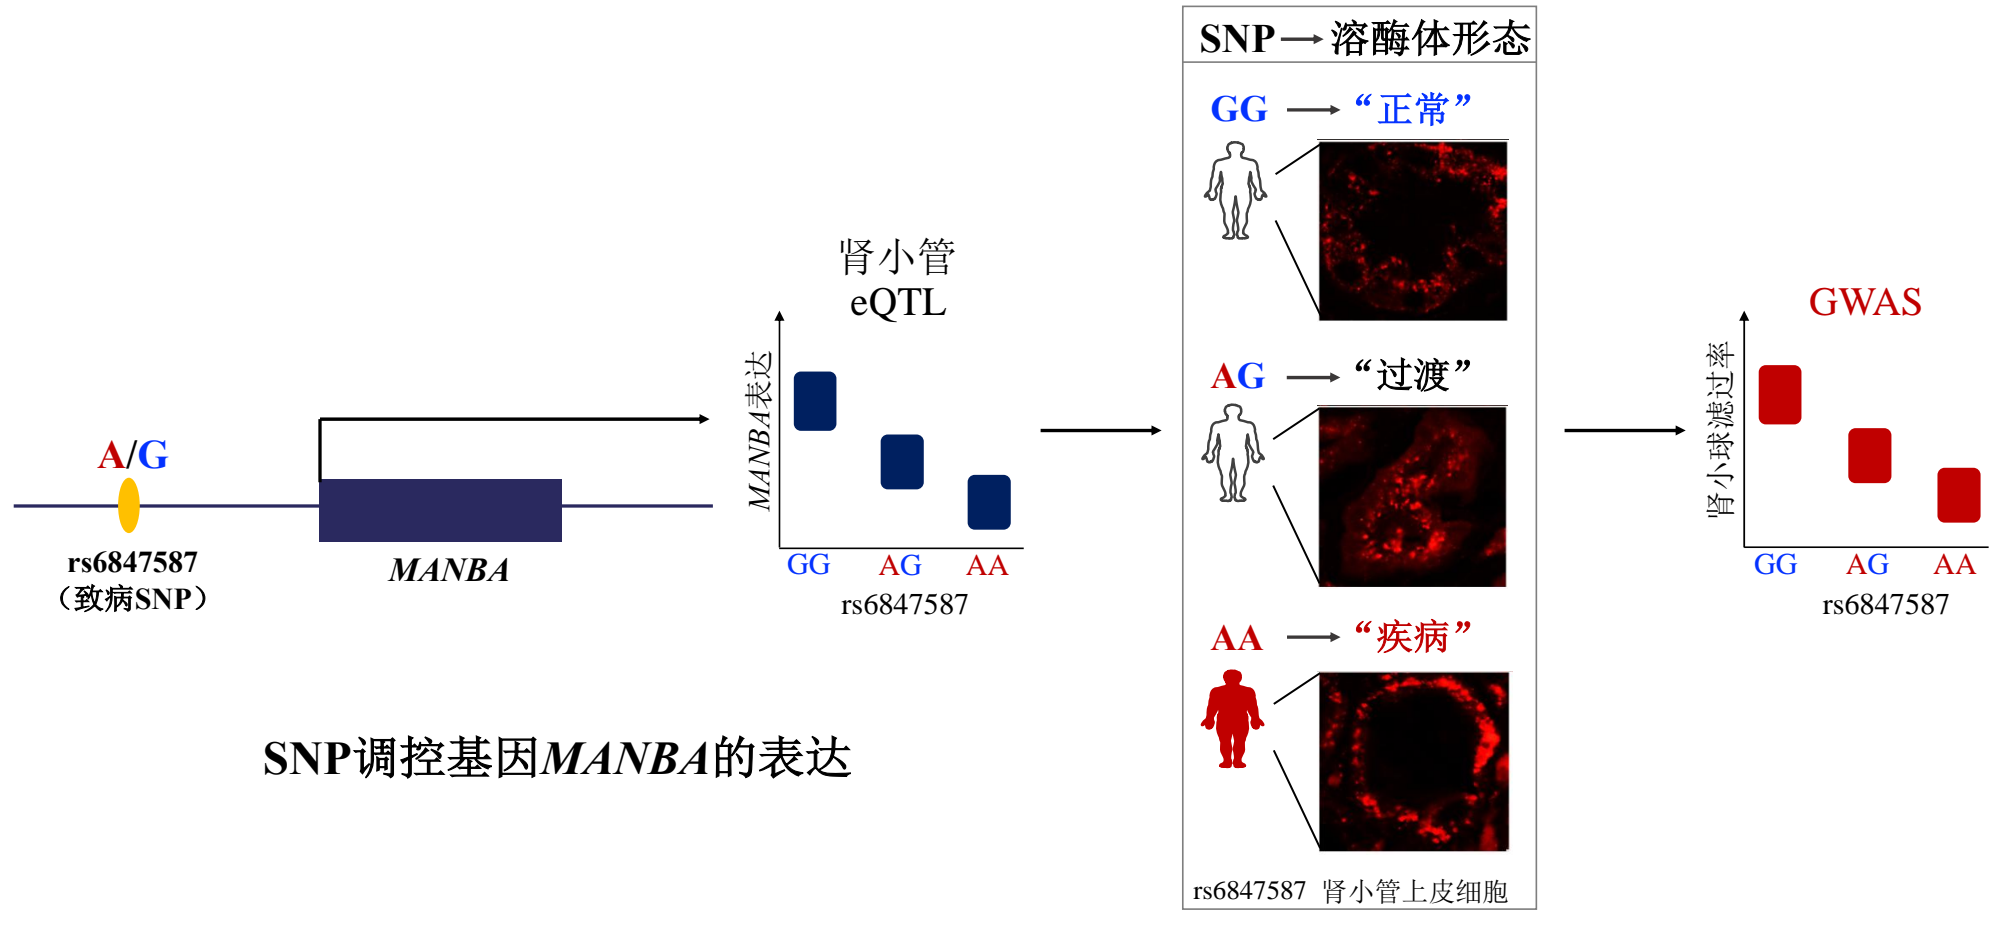 A/G
rs6847587
（致病SNP）
MANBA
SNP调控基因MANBA的表达
肾小管
eQTL
MANBA表达
GG AG AA
rs6847587
SNP 溶酶体形态
GG “正常”
AG “过渡”
AA “疾病”
rs6847587 肾小管上皮细胞
GWAS
肾小球滤过率
GG AG AA
rs6847587